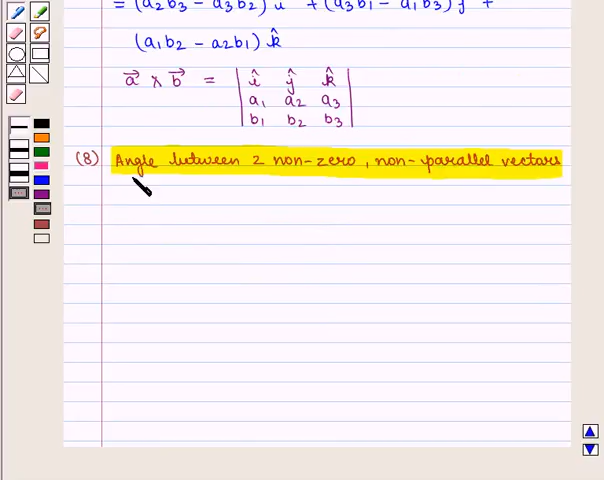 = (a₂b₃ − a₃b₂) î + (a₃b₁ − a₁b₃) ĵ +
(a₁b₂ − a₂b₁) k̂
a⃗ × b⃗ = | î ĵ k̂ |
| a₁ a₂ a₃ |
| b₁ b₂ b₃ |
(8) Angle between 2 non-zero, non-parallel vectors